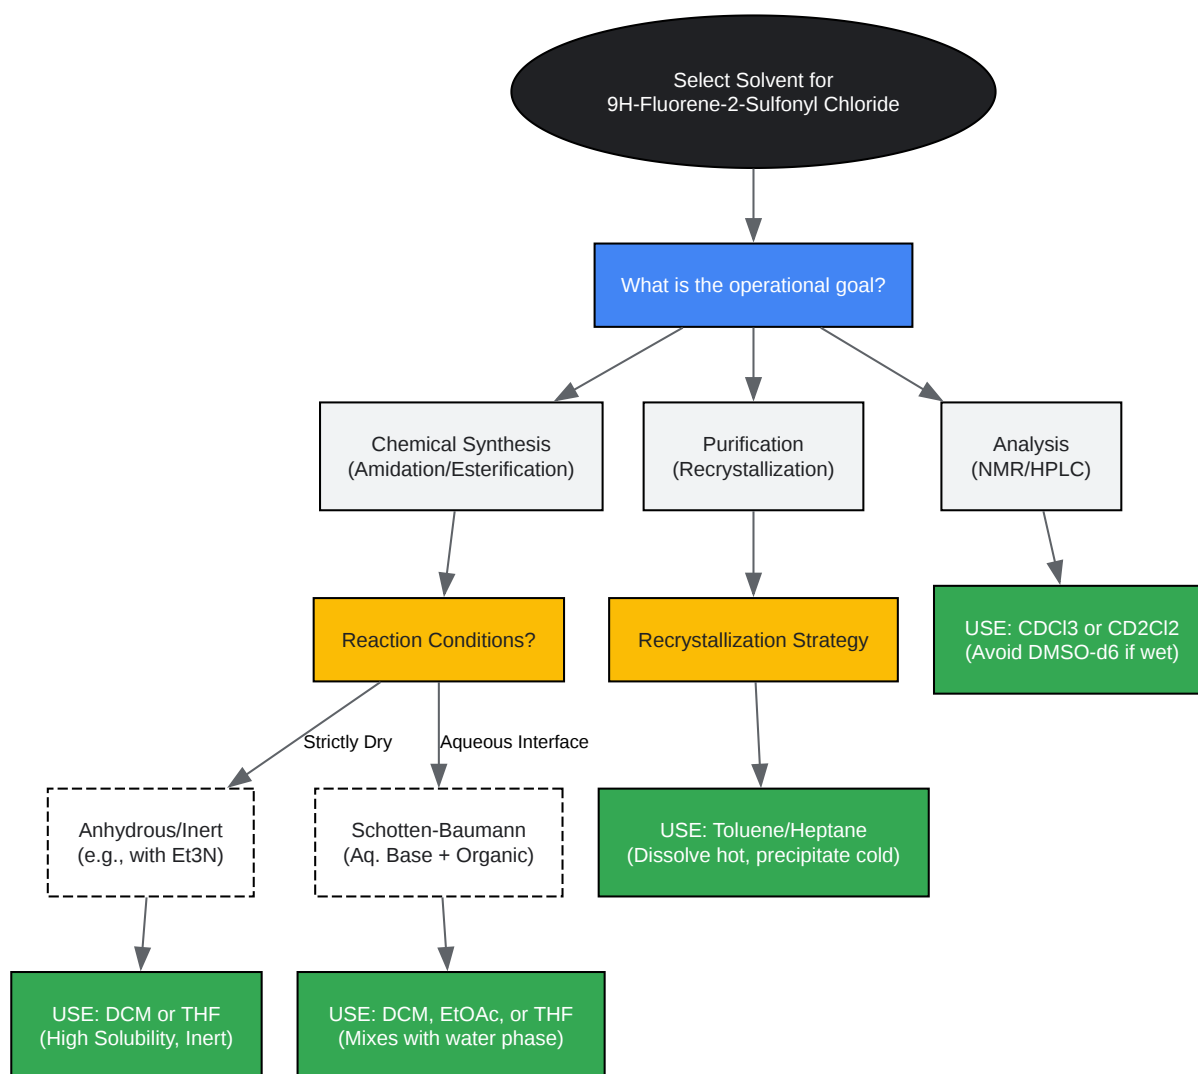 Select Solvent for
9H-Fluorene-2-Sulfonyl Chloride
What is the operational goal?
Chemical Synthesis
(Amidation/Esterification)
Purification
(Recrystallization)
Analysis
(NMR/HPLC)
Reaction Conditions?
Recrystallization Strategy
USE: CDCl3 or CD2Cl2
(Avoid DMSO-d6 if wet)
Strictly Dry
Aqueous Interface
Anhydrous/Inert
(e.g., with Et3N)
Schotten-Baumann
(Aq. Base + Organic)
USE: Toluene/Heptane
(Dissolve hot, precipitate cold)
USE: DCM or THF
(High Solubility, Inert)
USE: DCM, EtOAc, or THF
(Mixes with water phase)